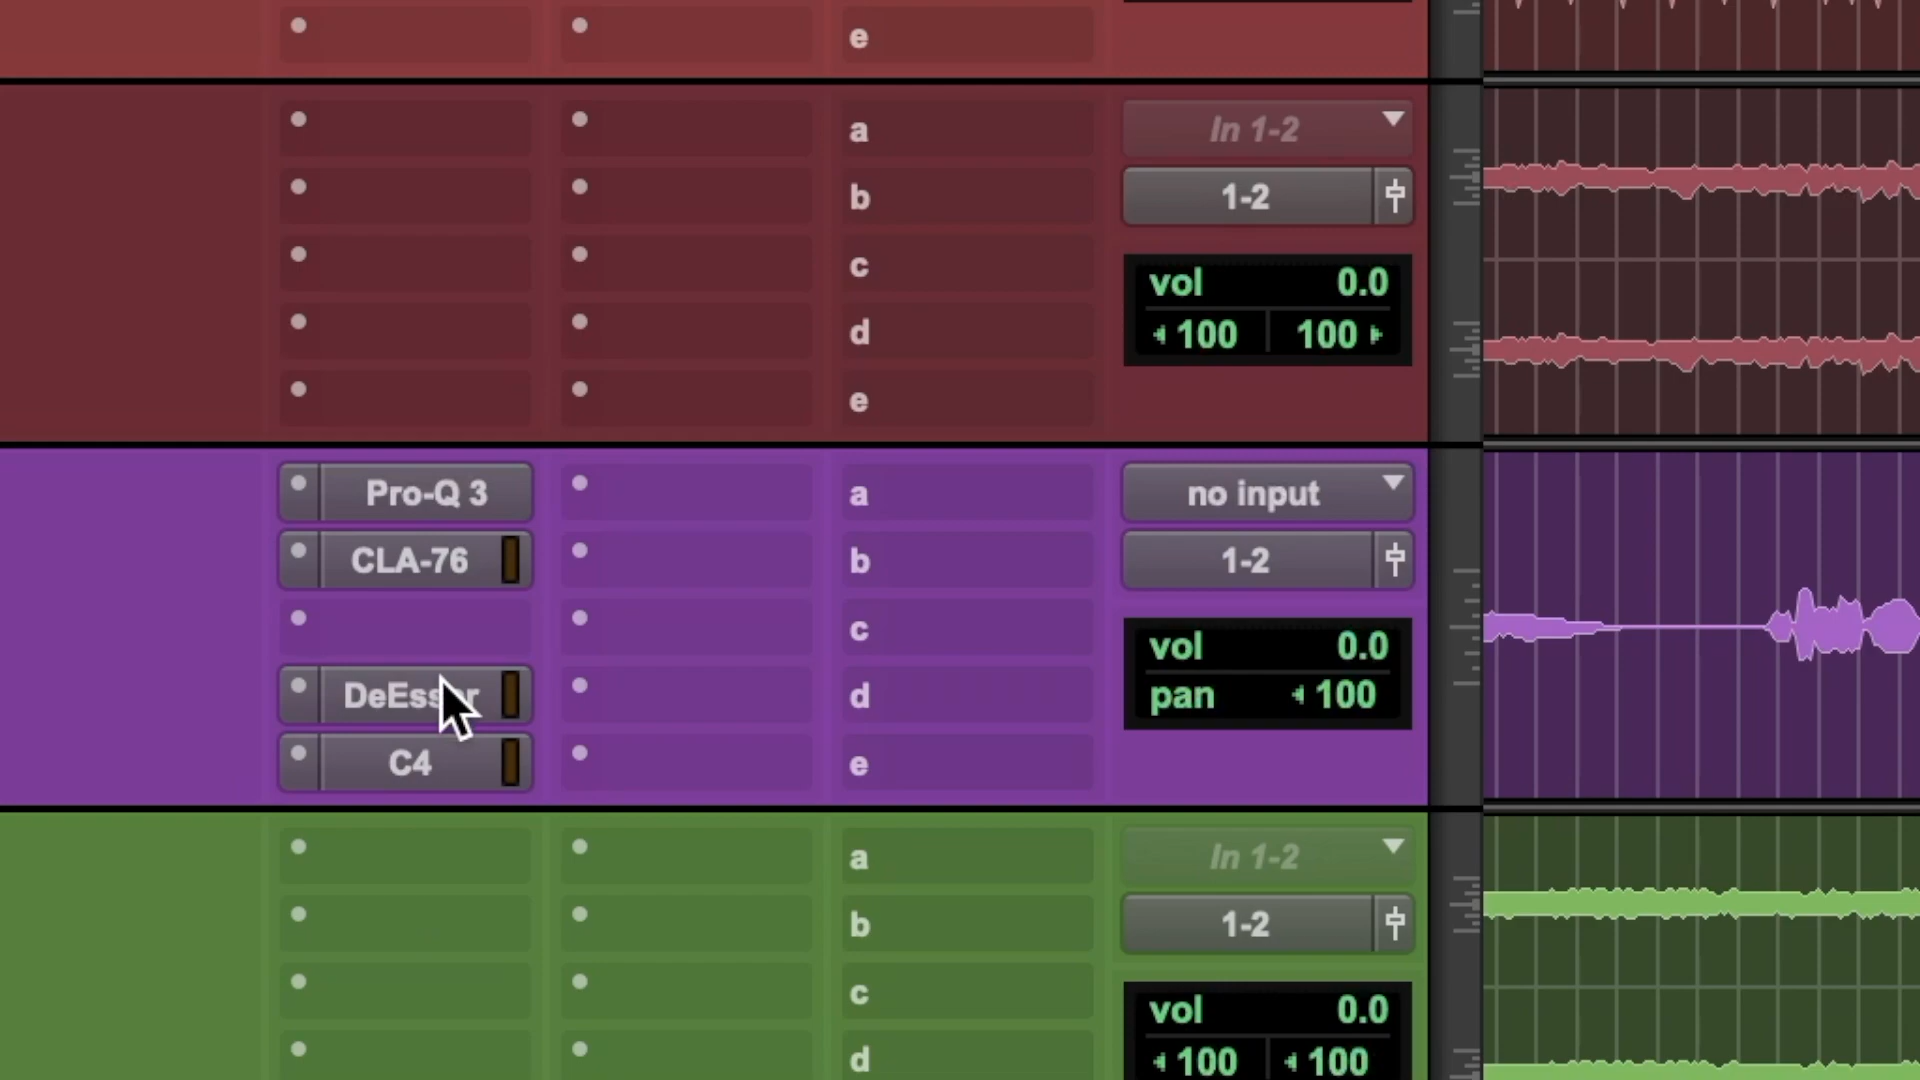 e
a In 1-2
b 1-2
c vol 0.0
d 100 100
e
Pro-Q 3 a no input
CLA-76 b 1-2
c vol 0.0
DeEsser d pan 100
C4 e
a In 1-2
b 1-2
c vol 0.0
d 100 100